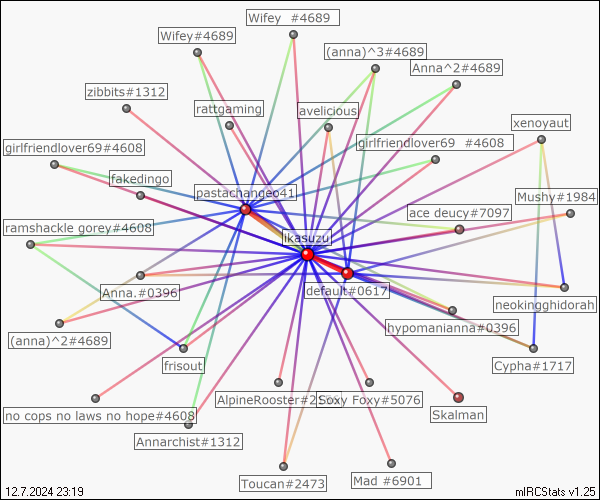 Wifey #4689
Wifey#4689
(anna)^3#4689
Anna^2#4689
zibbits#1312
rattgaming
avelicious
xenoyaut
girlfriendlover69#4608
girlfriendlover69 #4608
fakedingo
pastachangeo41
Mushy#1984
ace deucy#7097
ramshackle gorey#4608
ikasuzu
Anna.#0396
default#0617
neokingghidorah
hypomanianna#0396
(anna)^2#4689
frisout
Cypha#1717
no cops no laws no hope#4608
AlpineRooster#2
Soxy Foxy#5076
Skalman
Annarchist#1312
Toucan#2473
Mad #6901
12.7.2024 23:19
mIRCStats v1.25